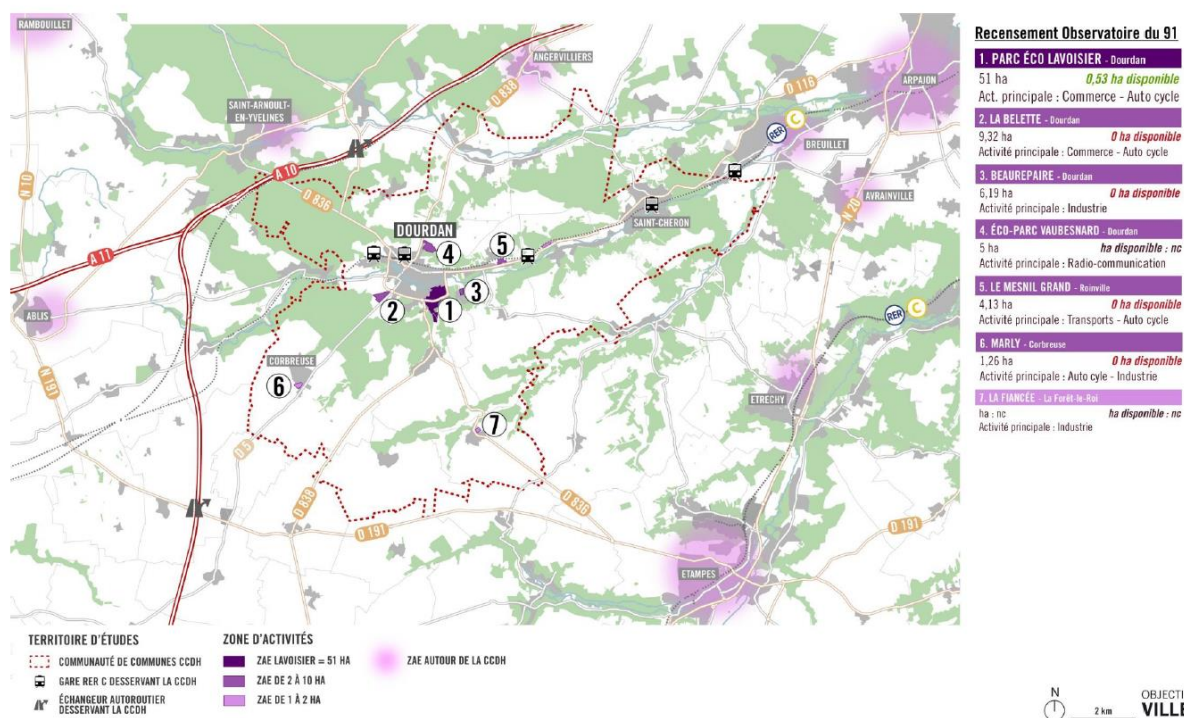 RAMBOUILLET
ANGERVILLIERS
D 838
D 116
ARPAJON
SAINT-ARNOULT-
EN-YVELINES
RER
C
BREUILLET
N 10
A 10
D 836
AVRAINVILLE
N 20
SAINT-CHERON
DOURDAN
4
5
A 11
2
3
1
RER
C
ABLIS
CORBREUSE
6
N 191
ETRECHY
7
D 5
D 838
D 836
D 191
D 191
ETAMPES
Recensement Observatoire du 91
1. PARC ÉCO LAVOISIER - Dourdan
51 ha 0,53 ha disponible
Act. principale : Commerce - Auto cycle
2. LA BELETTE - Dourdan
9,32 ha 0 ha disponible
Activité principale : Commerce - Auto cycle
3. BEAUREPAIRE - Dourdan
6,19 ha 0 ha disponible
Activité principale : Industrie
4. ÉCO-PARC VAUBESNARD - Dourdan
5 ha ha disponible : nc
Activité principale : Radio-communication
5. LE MESNIL GRAND - Roinville
4,13 ha 0 ha disponible
Activité principale : Transports - Auto cycle
6. MARLY - Corbreuse
1,26 ha 0 ha disponible
Activité principale : Auto cyle - Industrie
7. LA FIANCÉE - La Forêt-le-Roi
ha : nc ha disponible : nc
Activité principale : Industrie
TERRITOIRE D'ÉTUDES
COMMUNAUTÉ DE COMMUNES CCDH
GARE RER C DESSERVANT LA CCDH
ÉCHANGEUR AUTOROUTIER
DESSERVANT LA CCDH
ZONE D'ACTIVITÉS
ZAE LAVOISIER = 51 HA
ZAE DE 2 À 10 HA
ZAE DE 1 À 2 HA
ZAE AUTOUR DE LA CCDH
N
2 km
OBJECTI
VILLE